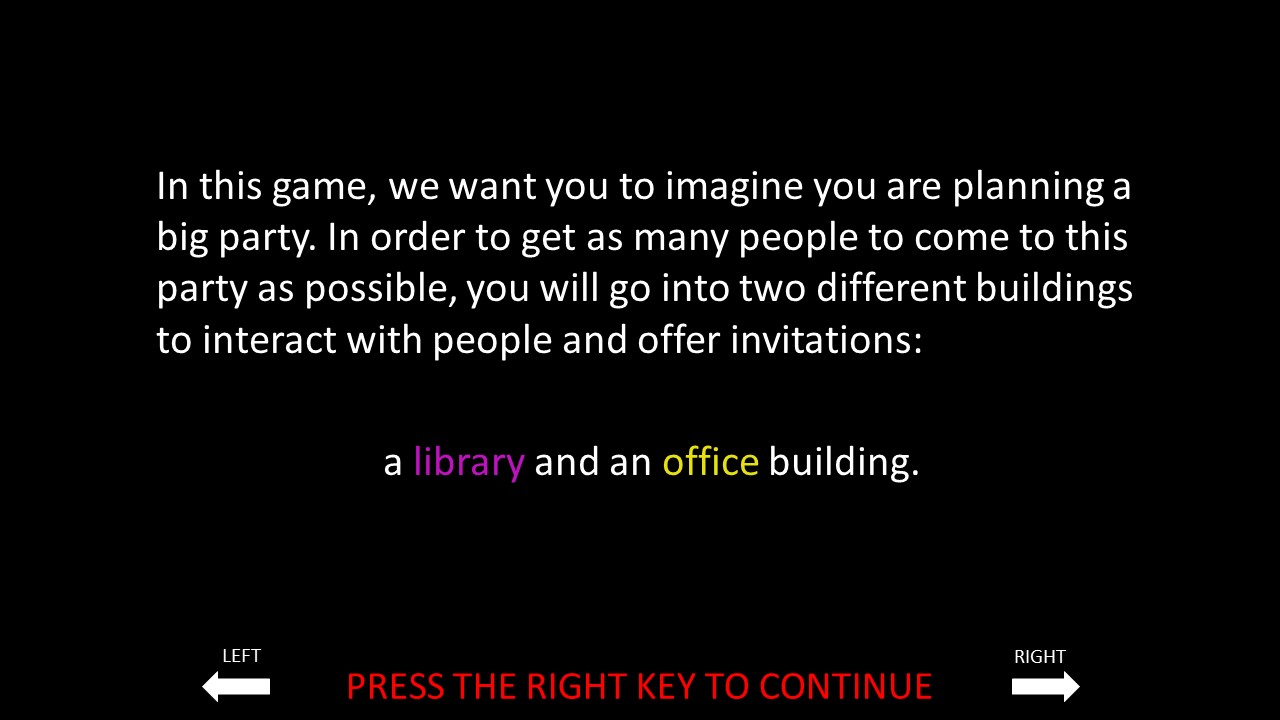 In this game, we want you to imagine you are planning a
big party. In order to get as many people to come to this
party as possible, you will go into two different buildings
to interact with people and offer invitations:
a library and an office building.
LEFT
RIGHT
PRESS THE RIGHT KEY TO CONTINUE